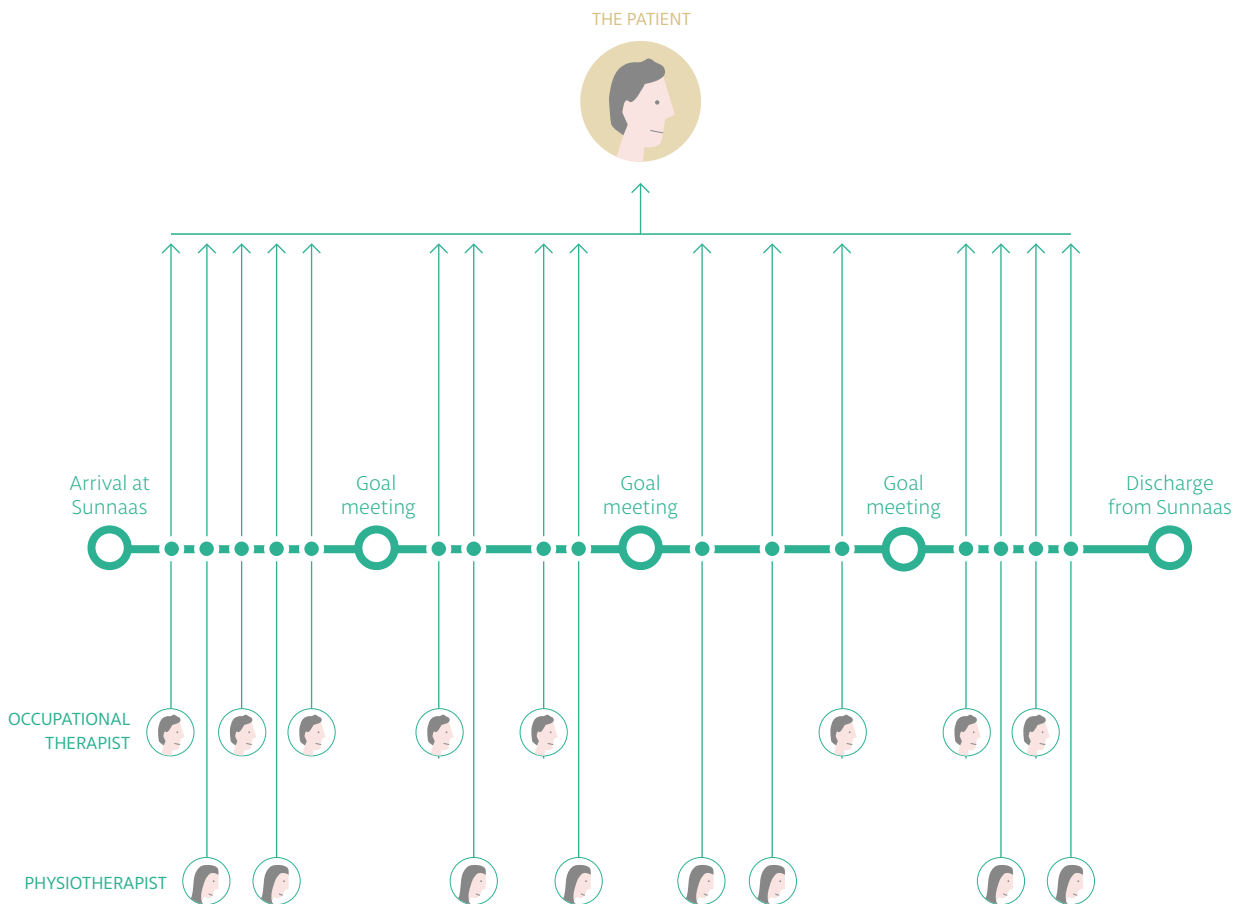 THE PATIENT
Arrival at
Sunnaas
Goal
meeting
Goal
meeting
Goal
meeting
Discharge
from Sunnaas
OCCUPATIONAL
THERAPIST
PHYSIOTHERAPIST